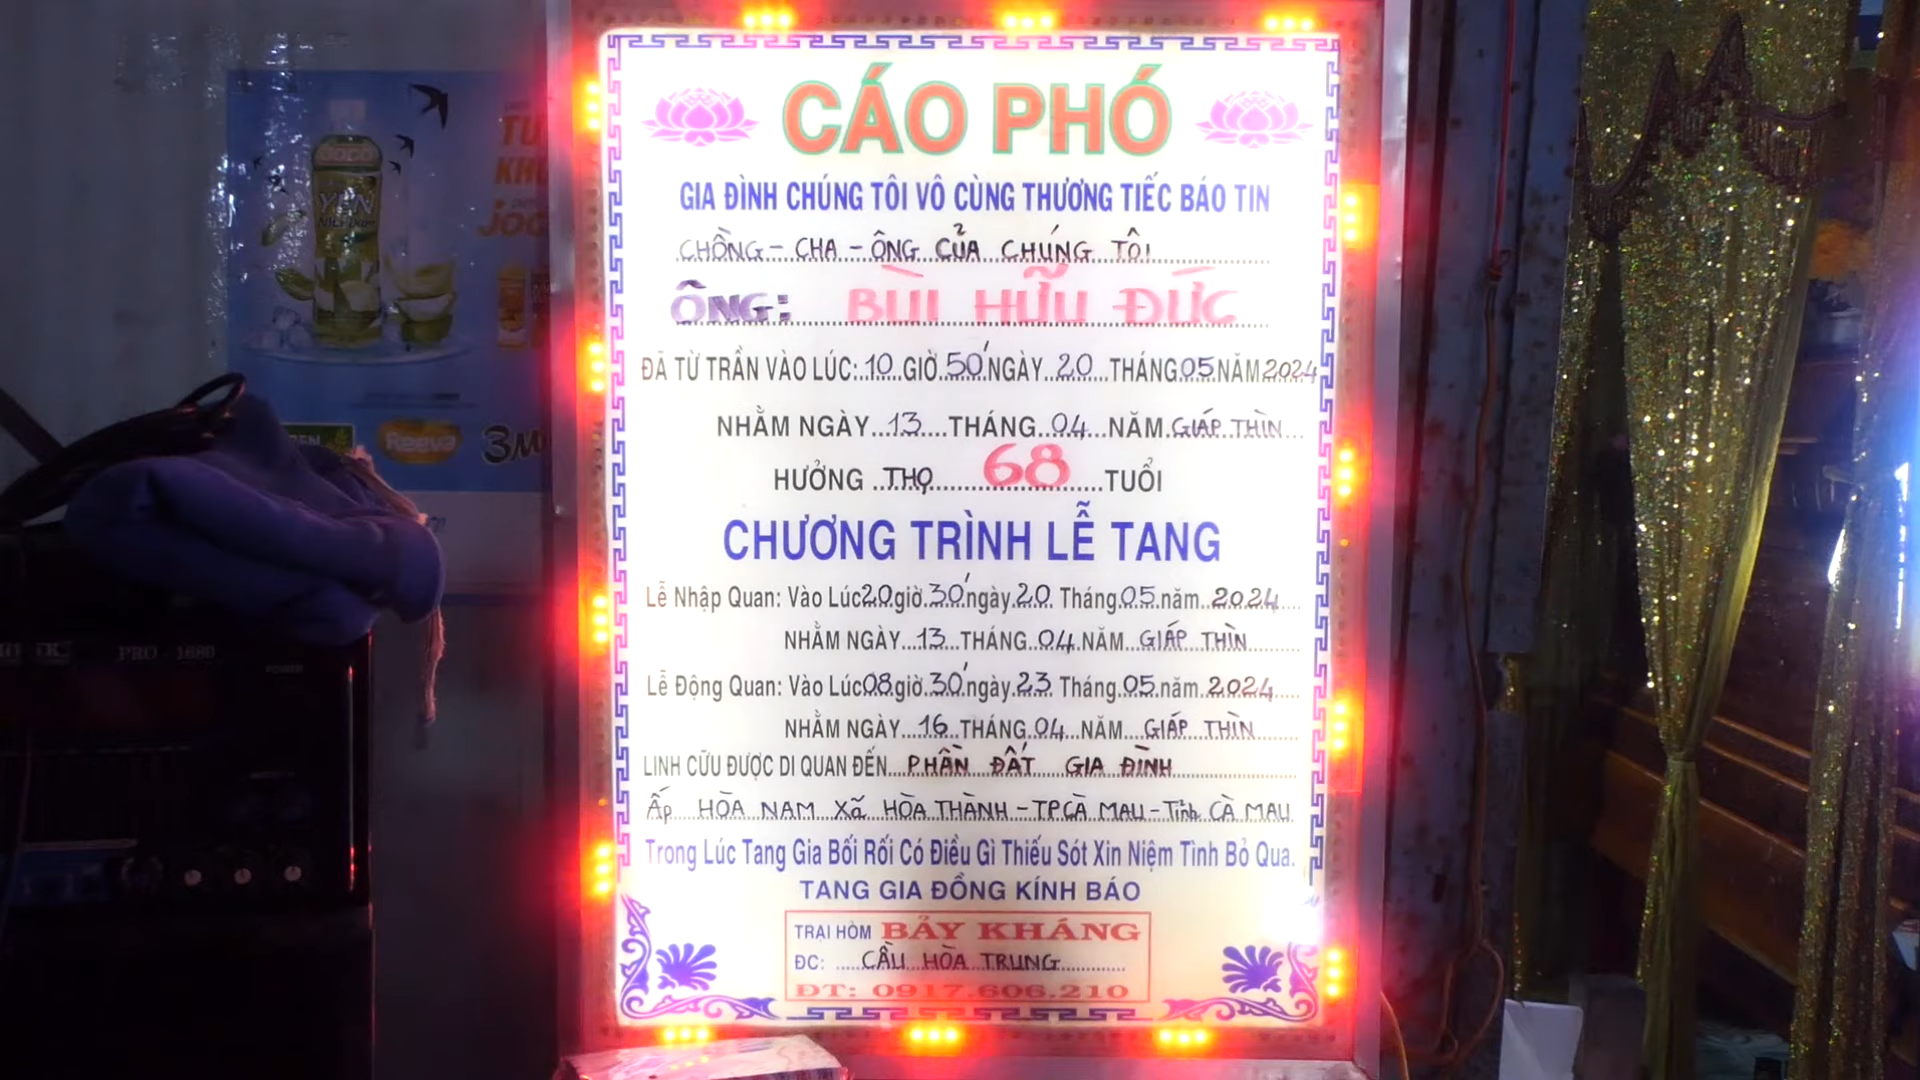 CÁO PHÓ
GIA ĐÌNH CHÚNG TÔI VÔ CÙNG THƯƠNG TIẾC BÁO TIN
CHỒNG - CHA - ÔNG CỦA CHÚNG TÔI
ÔNG: BÙI HỮU ĐỨC
ĐÃ TỪ TRẦN VÀO LÚC: 10 GIỜ 50' NGÀY 20 THÁNG 05 NĂM 2024
NHẰM NGÀY 13 THÁNG 04 NĂM GIÁP THÌN
HƯỞNG THỌ 68 TUỔI
CHƯƠNG TRÌNH LỄ TANG
Lễ Nhập Quan: Vào Lúc 20 giờ 30' ngày 20 Tháng 05 năm 2024
NHẰM NGÀY 13 THÁNG 04 NĂM GIÁP THÌN
Lễ Động Quan: Vào Lúc 08 giờ 30' ngày 23 Tháng 05 năm 2024
NHẰM NGÀY 16 THÁNG 04 NĂM GIÁP THÌN
LINH CỮU ĐƯỢC DI QUAN ĐẾN PHẦN ĐẤT GIA ĐÌNH
Ấp HÒA NAM Xã HÒA THÀNH - TP CÀ MAU - Tỉnh CÀ MAU
Trong Lúc Tang Gia Bối Rối Có Điều Gì Thiếu Sót Xin Niệm Tình Bỏ Qua.
TANG GIA ĐỒNG KÍNH BÁO
TRẠI HÒM BẢY KHÁNG
ĐC: CẦU HÒA TRUNG
ĐT: 0917.606.210
YẾN
Reeva
PRO - 1680
POWER